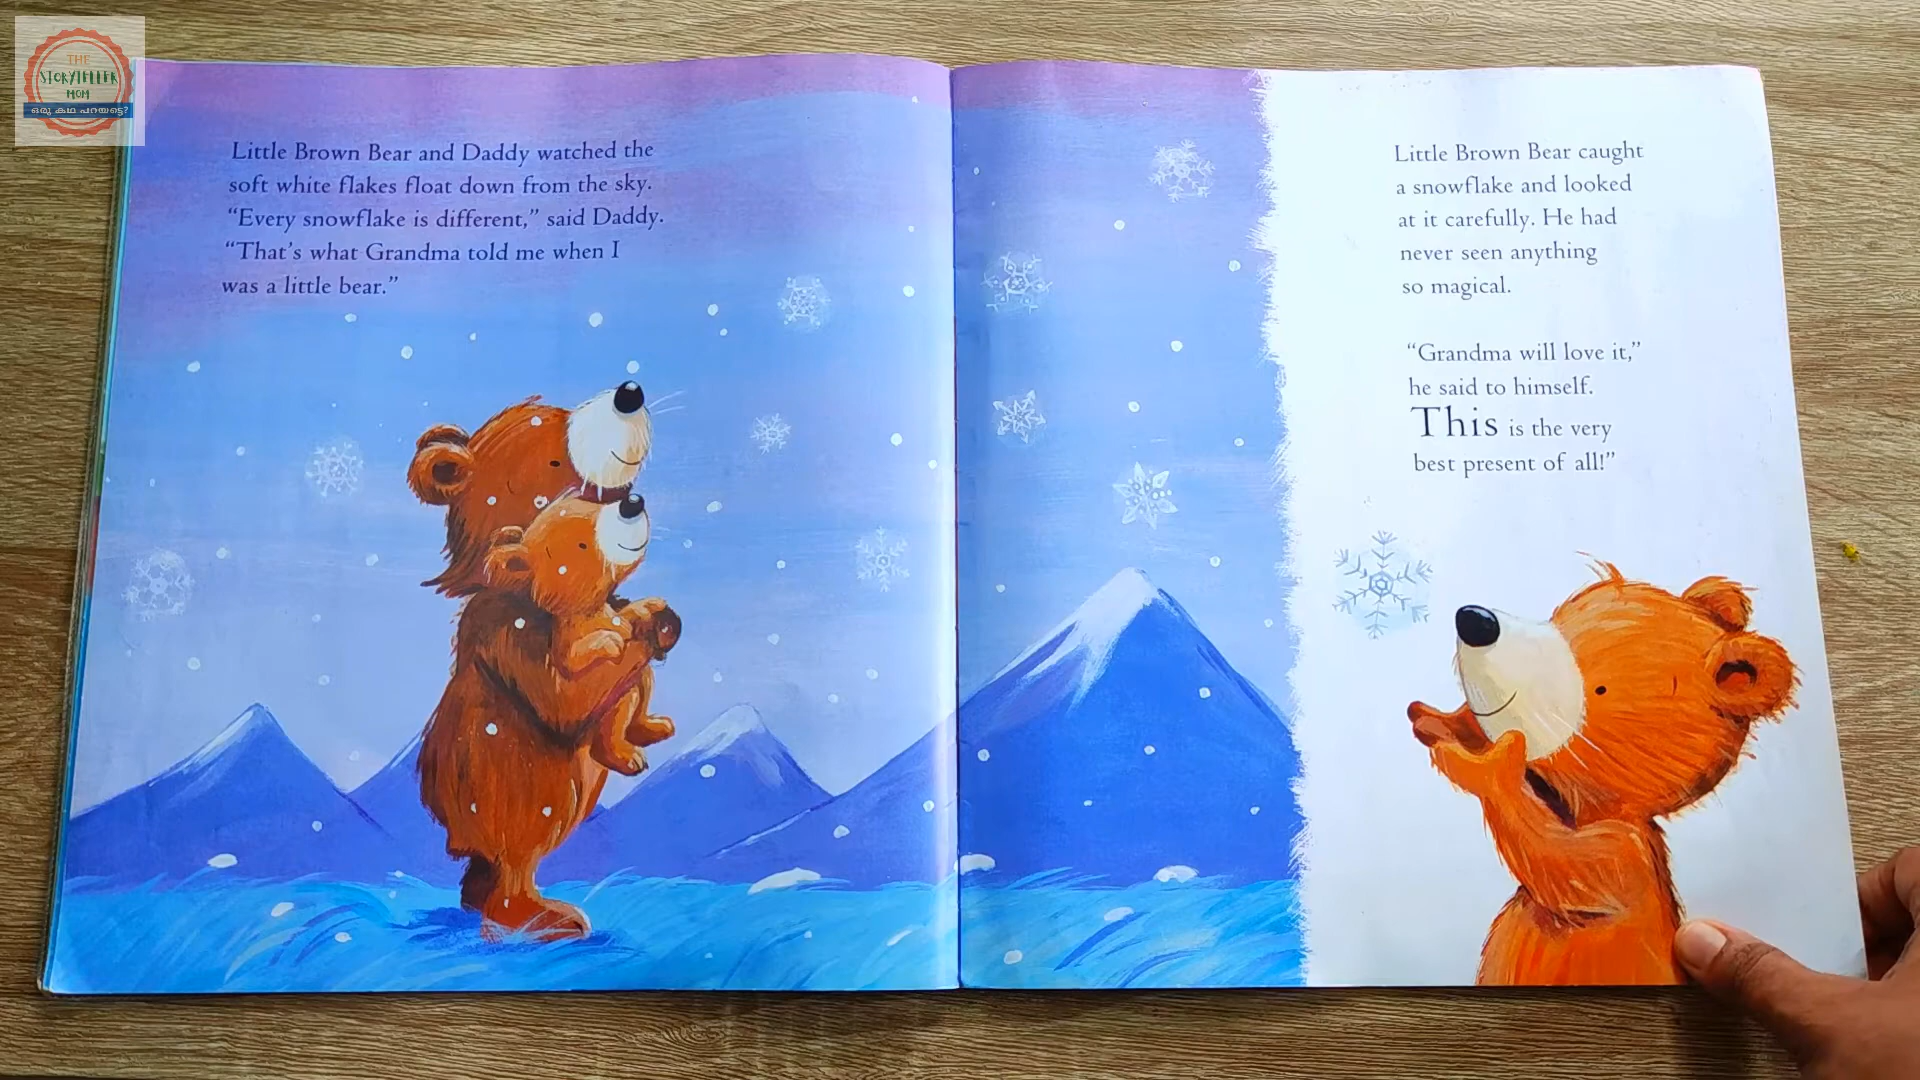 THE
STORYTELLER
MOM
ഒരു കഥ പറയട്ടെ?
Little Brown Bear and Daddy watched the
soft white flakes float down from the sky.
“Every snowflake is different,” said Daddy.
“That’s what Grandma told me when I
was a little bear.”
Little Brown Bear caught
a snowflake and looked
at it carefully. He had
never seen anything
so magical.
“Grandma will love it,”
he said to himself.
This is the very
best present of all!”